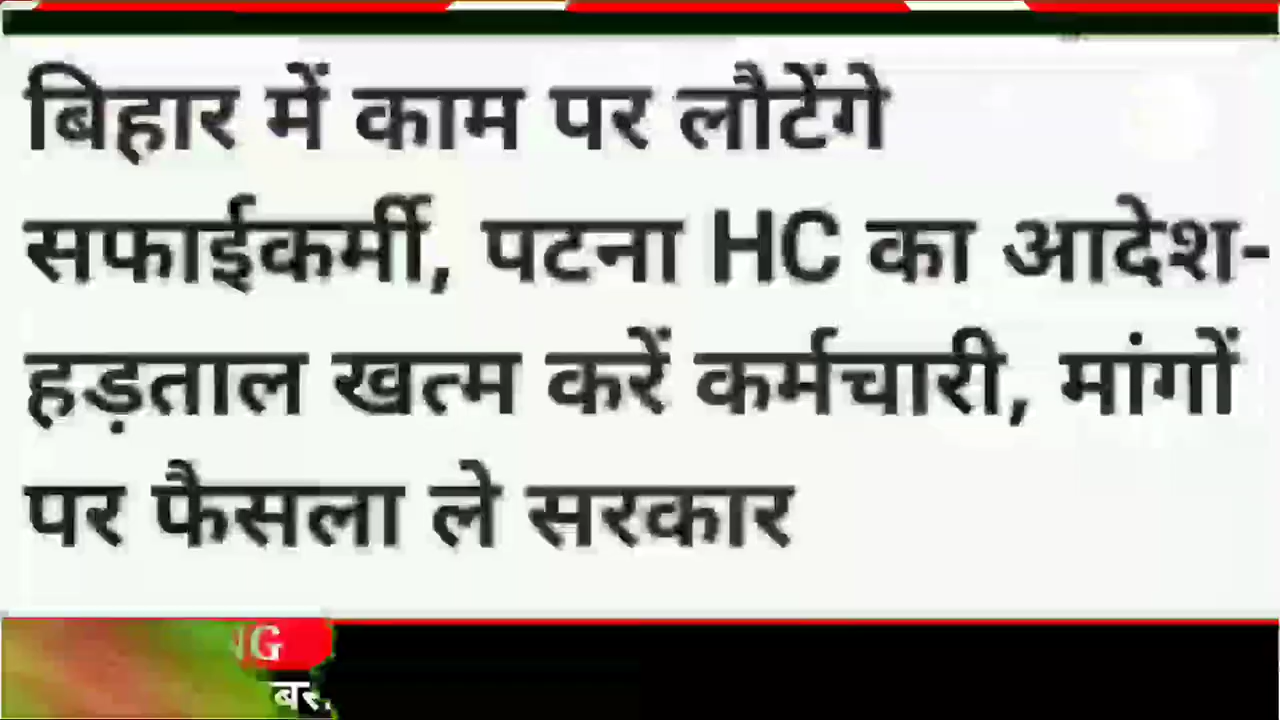 बिहार में काम पर लौटेंगे
सफाईकर्मी, पटना HC का आदेश-
हड़ताल खत्म करें कर्मचारी, मांगों
पर फैसला ले सरकार